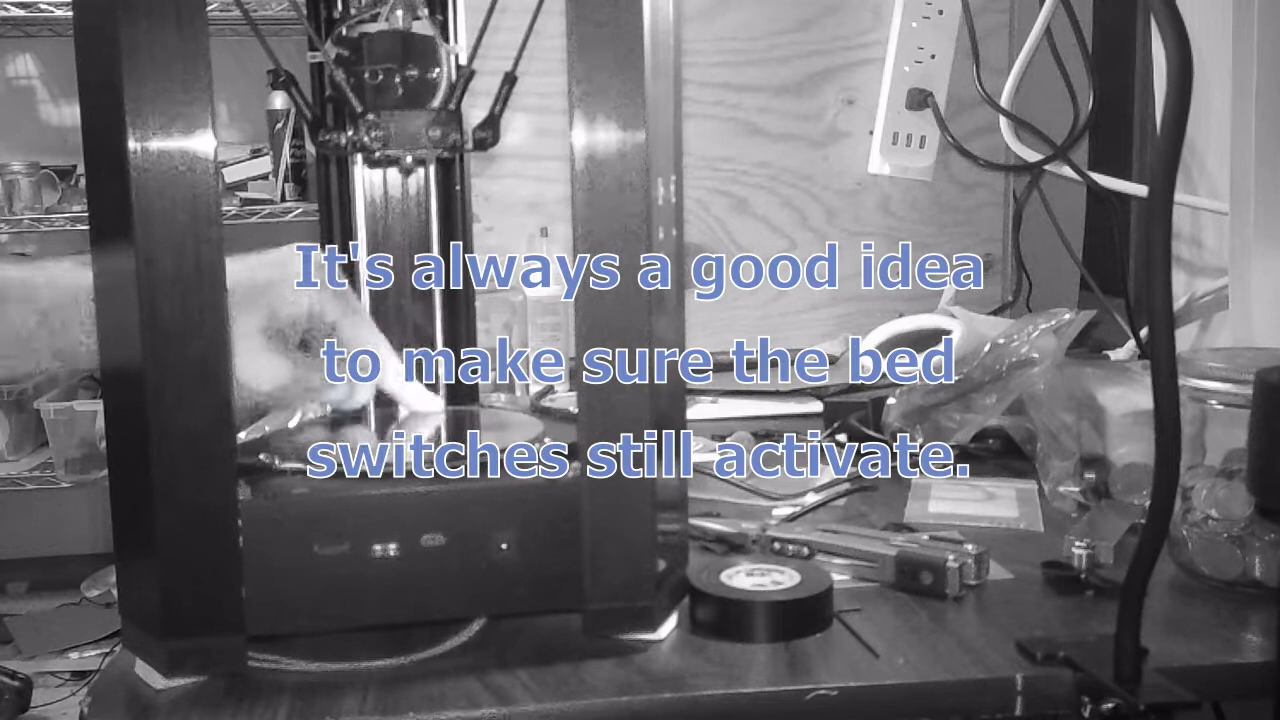 It's always a good idea
to make sure the bed
switches still activate.